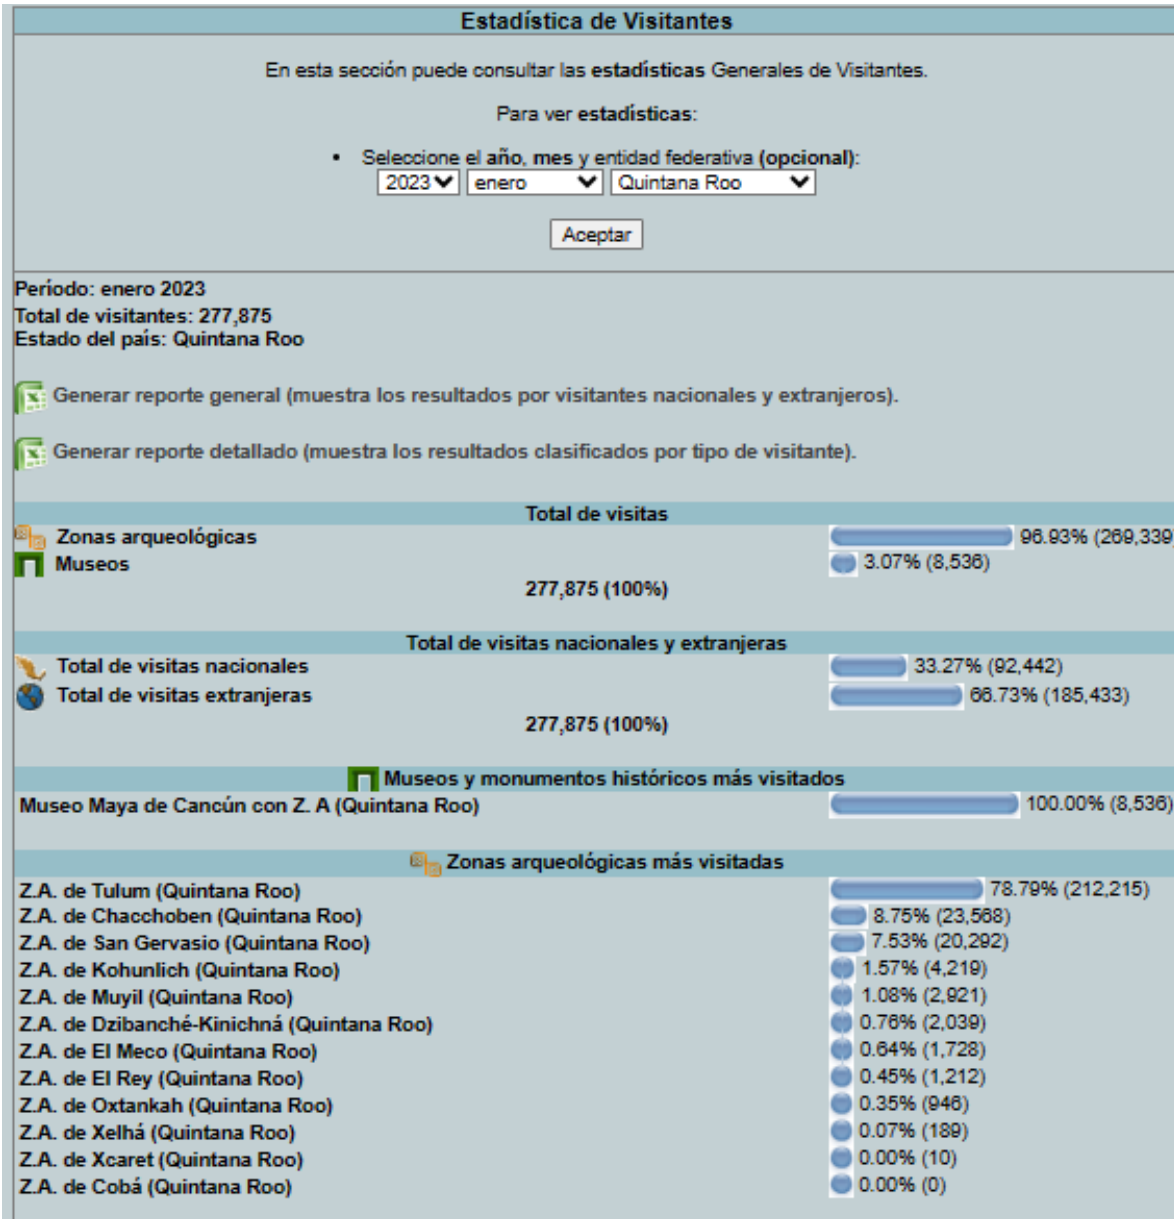 Estadística de Visitantes
En esta sección puede consultar las estadísticas Generales de Visitantes.
Para ver estadísticas:
• Seleccione el año, mes y entidad federativa (opcional):
2023 enero Quintana Roo
Aceptar
Período: enero 2023
Total de visitantes: 277,875
Estado del país: Quintana Roo
Generar reporte general (muestra los resultados por visitantes nacionales y extranjeros).
Generar reporte detallado (muestra los resultados clasificados por tipo de visitante).
Total de visitas
Zonas arqueológicas 96.93% (269,339
Museos 3.07% (8,536)
277,875 (100%)
Total de visitas nacionales y extranjeras
Total de visitas nacionales 33.27% (92,442)
Total de visitas extranjeras 66.73% (185,433)
277,875 (100%)
Museos y monumentos históricos más visitados
Museo Maya de Cancún con Z. A (Quintana Roo) 100.00% (8,536)
Zonas arqueológicas más visitadas
Z.A. de Tulum (Quintana Roo) 78.79% (212,215)
Z.A. de Chacchoben (Quintana Roo) 8.75% (23,568)
Z.A. de San Gervasio (Quintana Roo) 7.53% (20,292)
Z.A. de Kohunlich (Quintana Roo) 1.57% (4,219)
Z.A. de Muyil (Quintana Roo) 1.08% (2,921)
Z.A. de Dzibanché-Kinichná (Quintana Roo) 0.76% (2,039)
Z.A. de El Meco (Quintana Roo) 0.64% (1,728)
Z.A. de El Rey (Quintana Roo) 0.45% (1,212)
Z.A. de Oxtankah (Quintana Roo) 0.35% (946)
Z.A. de Xelhá (Quintana Roo) 0.07% (189)
Z.A. de Xcaret (Quintana Roo) 0.00% (10)
Z.A. de Cobá (Quintana Roo) 0.00% (0)